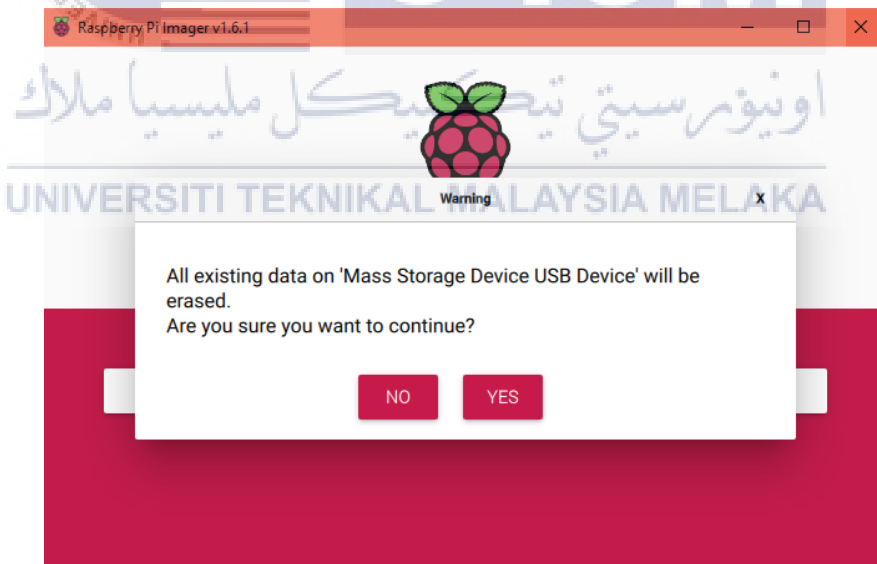 Raspberry Pi Imager v1.6.1
اونيۏرسيتي تيكنيكل مليسيا ملاك
UNIVERSITI TEKNIKAL MALAYSIA MELAKA
Warning
x
All existing data on 'Mass Storage Device USB Device' will be
erased.
Are you sure you want to continue?
NO YES